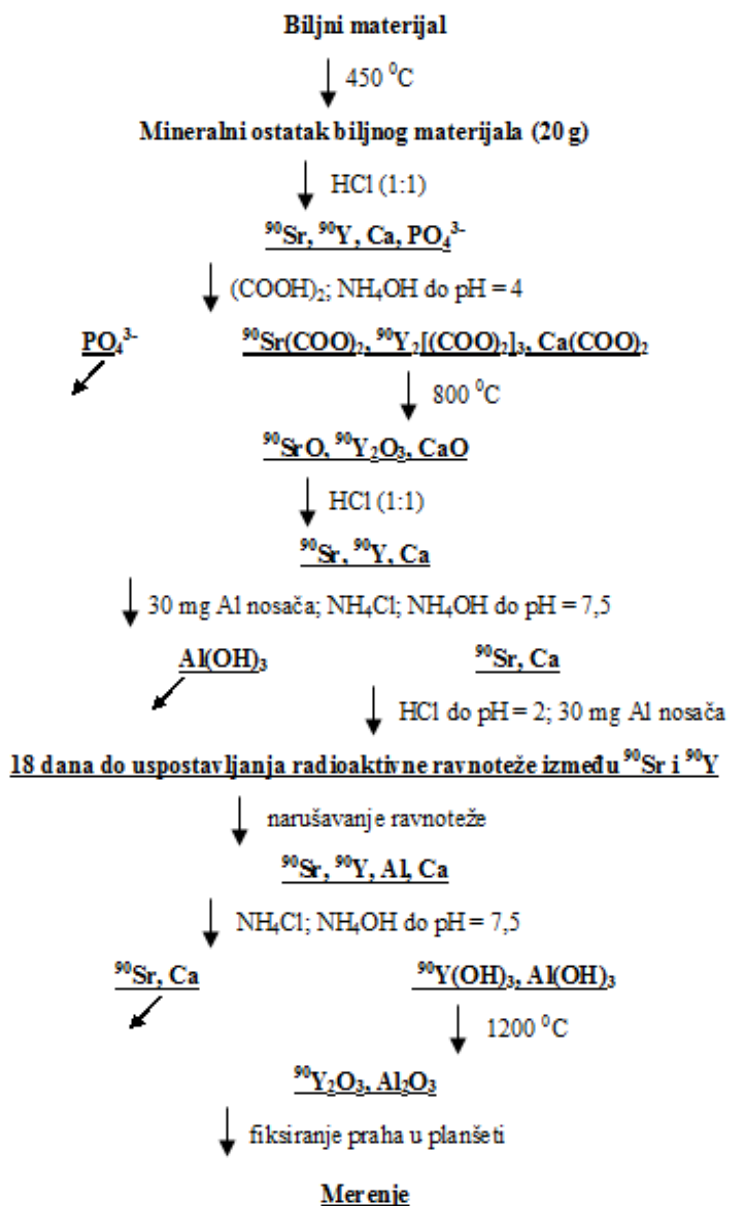 Biljni materijal
450 ⁰C
Mineralni ostatak biljnog materijala (20 g)
HCl (1:1)
⁹⁰Sr, ⁹⁰Y, Ca, PO₄³⁻
(COOH)₂; NH₄OH do pH = 4
PO₄³⁻ ⁹⁰Sr(COO)₂, ⁹⁰Y₂[(COO)₂]₃, Ca(COO)₂
800 ⁰C
⁹⁰SrO, ⁹⁰Y₂O₃, CaO
HCl (1:1)
⁹⁰Sr, ⁹⁰Y, Ca
30 mg Al nosača; NH₄Cl; NH₄OH do pH = 7,5
Al(OH)₃ ⁹⁰Sr, Ca
HCl do pH = 2; 30 mg Al nosača
18 dana do uspostavljanja radioaktivne ravnoteže između ⁹⁰Sr i ⁹⁰Y
narušavanje ravnoteže
⁹⁰Sr, ⁹⁰Y, Al, Ca
NH₄Cl; NH₄OH do pH = 7,5
⁹⁰Sr, Ca ⁹⁰Y(OH)₃, Al(OH)₃
1200 ⁰C
⁹⁰Y₂O₃, Al₂O₃
fiksiranje praha u planšeti
Merenje